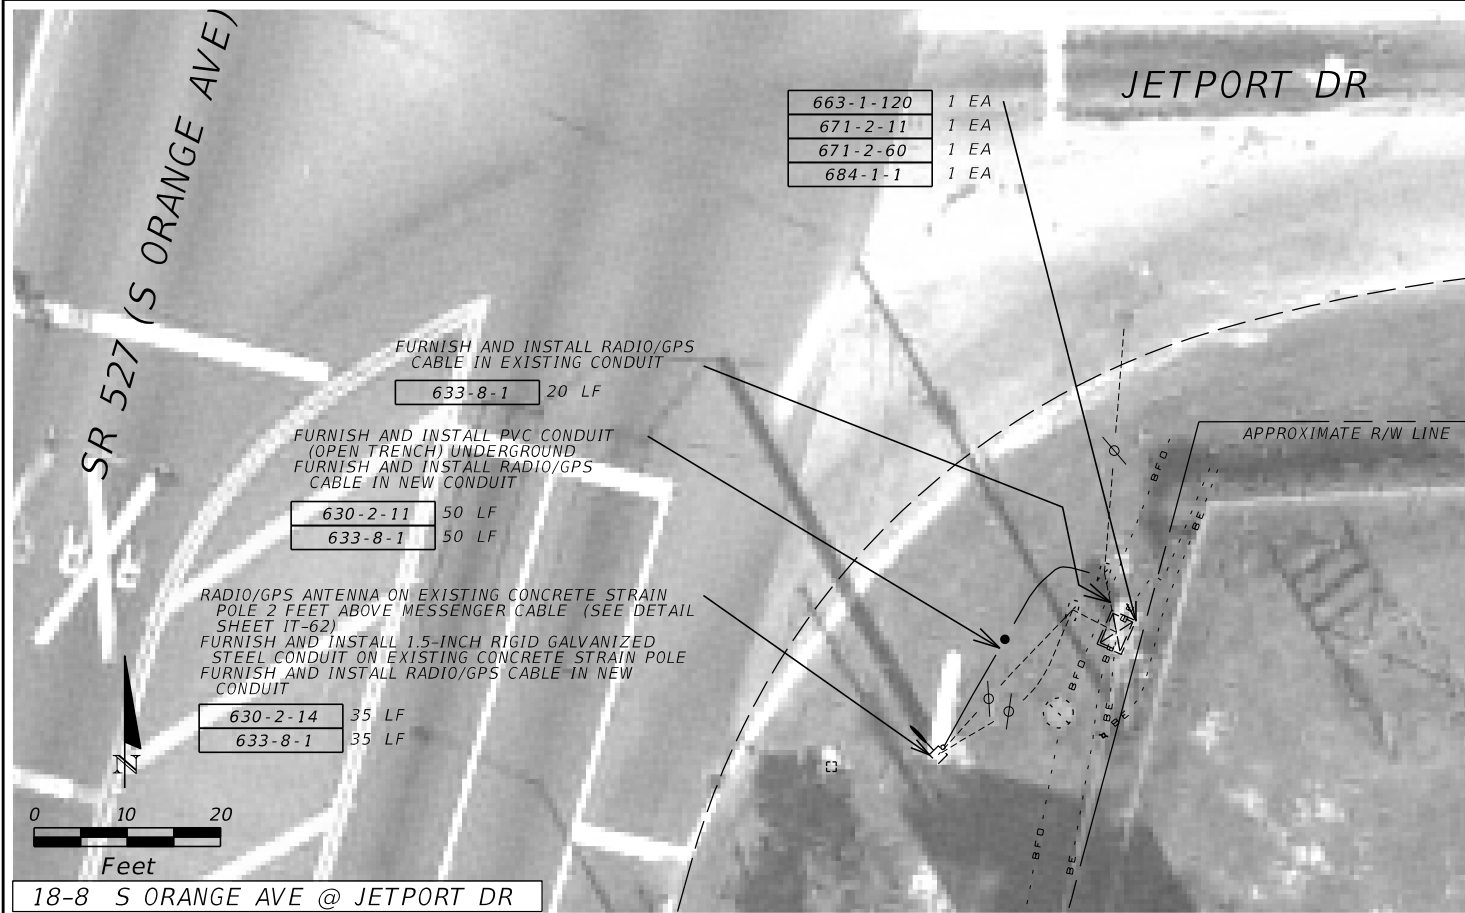 SR 527 (S ORANGE AVE)
JETPORT DR
663-1-120 1 EA
671-2-11 1 EA
671-2-60 1 EA
684-1-1 1 EA
FURNISH AND INSTALL RADIO/GPS
CABLE IN EXISTING CONDUIT
633-8-1 20 LF
APPROXIMATE R/W LINE
FURNISH AND INSTALL PVC CONDUIT
(OPEN TRENCH) UNDERGROUND
FURNISH AND INSTALL RADIO/GPS
CABLE IN NEW CONDUIT
630-2-11 50 LF
633-8-1 50 LF
RADIO/GPS ANTENNA ON EXISTING CONCRETE STRAIN
POLE 2 FEET ABOVE MESSENGER CABLE (SEE DETAIL
SHEET IT-62)
FURNISH AND INSTALL 1.5-INCH RIGID GALVANIZED
STEEL CONDUIT ON EXISTING CONCRETE STRAIN POLE
FURNISH AND INSTALL RADIO/GPS CABLE IN NEW
CONDUIT
630-2-14 35 LF
633-8-1 35 LF
BFO
BE
BFO
BE
BFO
BE
N
0 10 20
Feet
18-8 S ORANGE AVE @ JETPORT DR